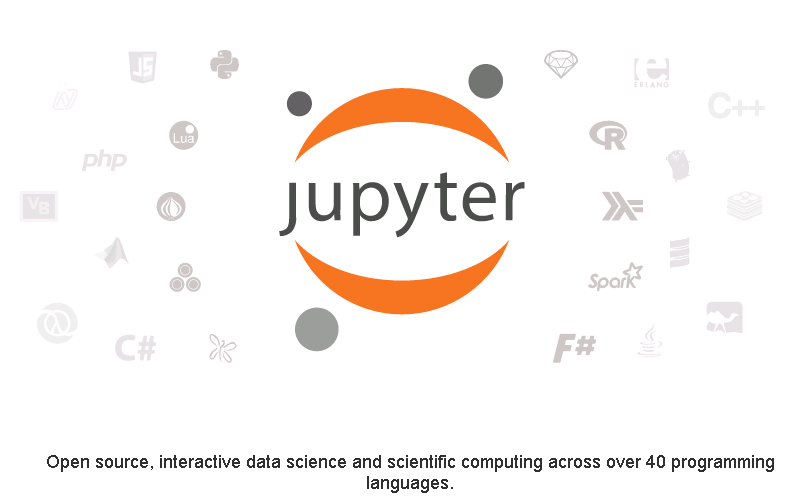 JS
ERLANG
C++
Lua
R
php
jupyter
VB
Spark
C#
F#
Open source, interactive data science and scientific computing across over 40 programming
languages.